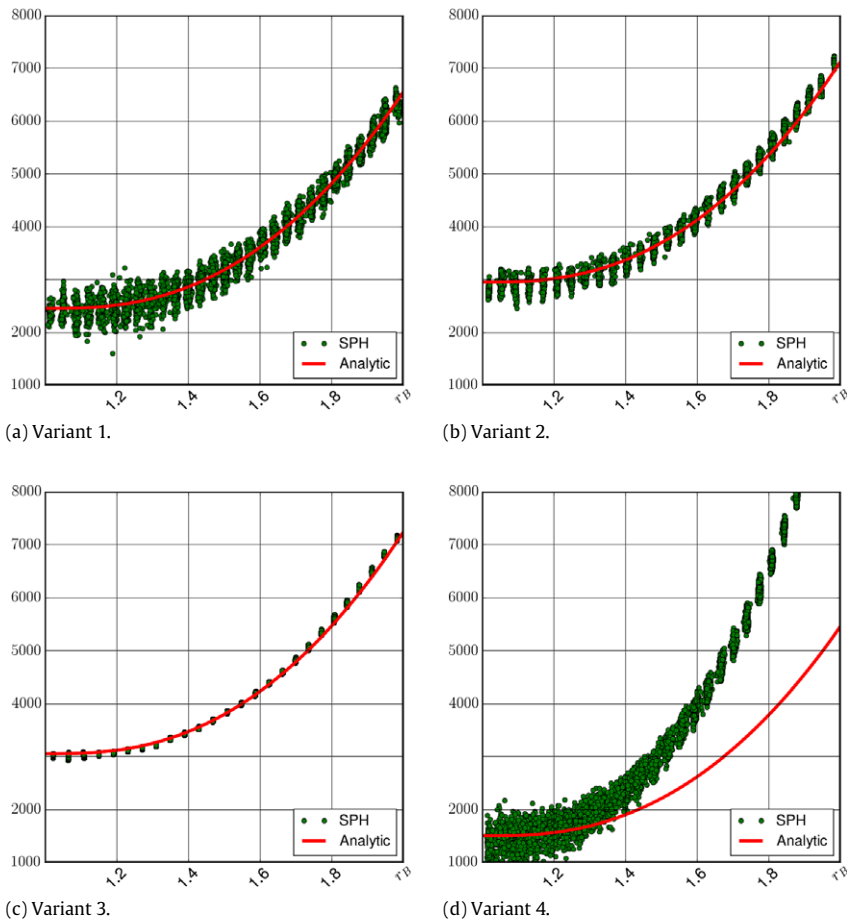 8000
7000
6000
5000
4000
2000
1000
1.2
1.4
1.6
1.8
r_B
SPH
Analytic
(a) Variant 1.
8000
7000
6000
5000
4000
2000
1000
1.2
1.4
1.6
1.8
r_B
SPH
Analytic
(b) Variant 2.
8000
7000
6000
5000
4000
2000
1000
1.2
1.4
1.6
1.8
r_B
SPH
Analytic
(c) Variant 3.
8000
7000
6000
5000
4000
2000
1000
1.2
1.4
1.6
1.8
r_B
SPH
Analytic
(d) Variant 4.